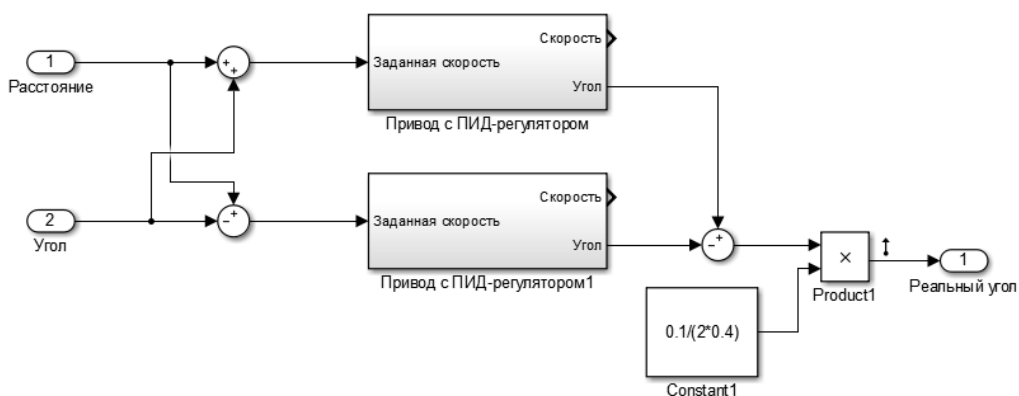 1
Расстояние
+
+
Заданная скорость
Скорость
Угол
Привод с ПИД-регулятором
2
Угол
+
−
Заданная скорость
Скорость
Угол
Привод с ПИД-регулятором1
+
−
×
Product1
1
Реальный угол
0.1/(2*0.4)
Constant1